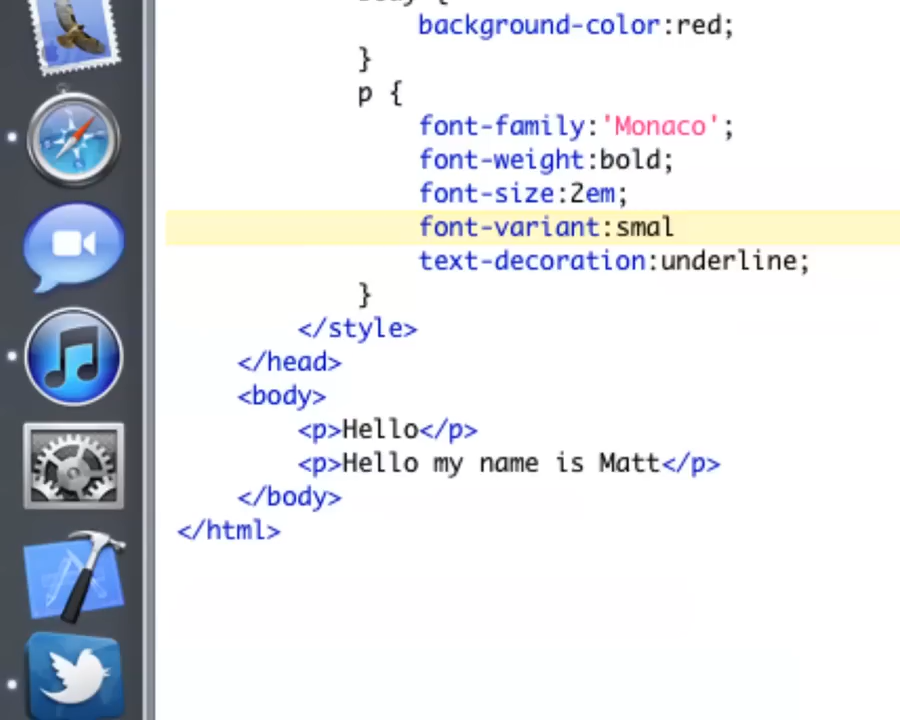 body {
background-color:red;
}
p {
font-family:'Monaco';
font-weight:bold;
font-size:2em;
font-variant:smal
text-decoration:underline;
}
</style>
</head>
<body>
<p>Hello</p>
<p>Hello my name is Matt</p>
</body>
</html>